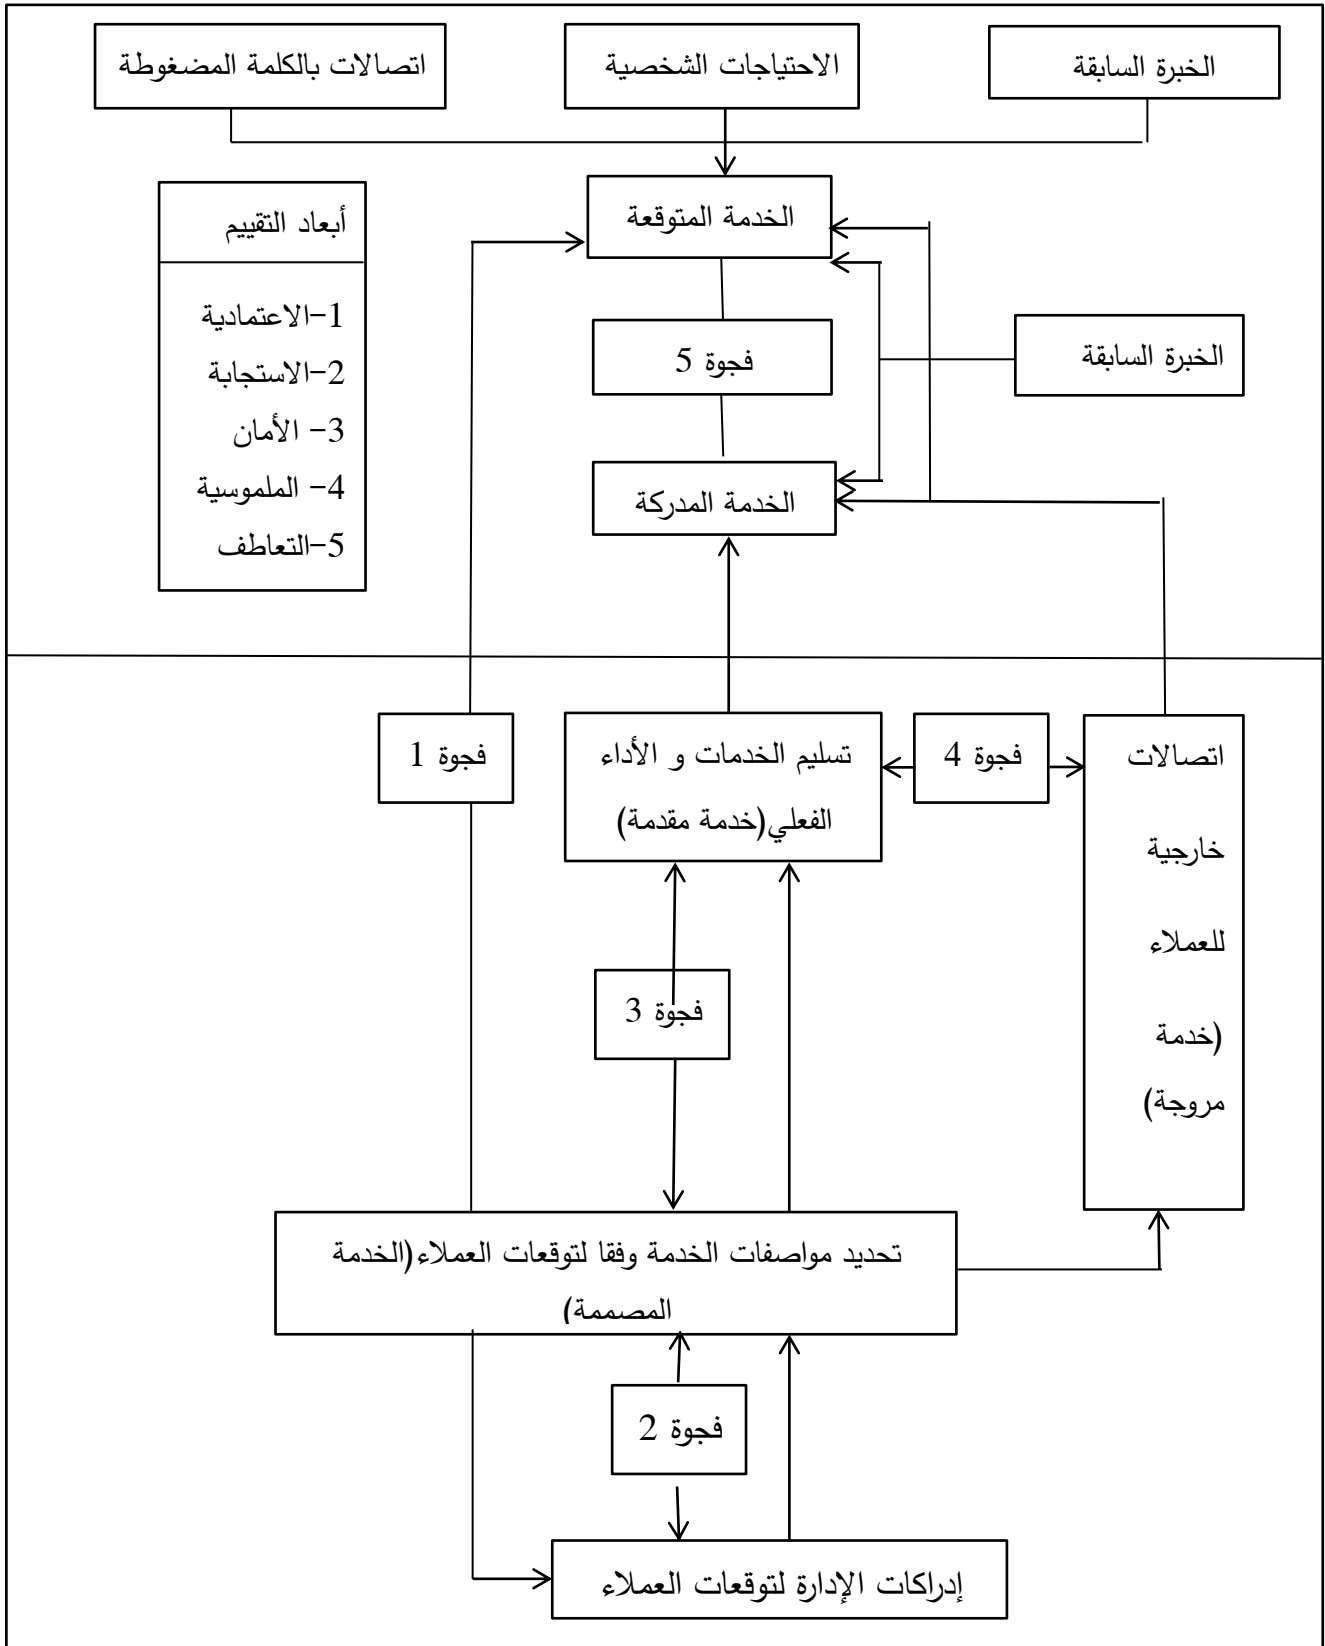 الخبرة السابقة
الاحتياجات الشخصية
اتصالات بالكلمة المضغوطة
الخدمة المتوقعة
أبعاد التقييم
1-الاعتمادية
2-الاستجابة
3- الأمان
4- الملموسية
5-التعاطف
فجوة 5
الخبرة السابقة
الخدمة المدركة
اتصالات
خارجية
للعملاء
(خدمة
مروجة)
فجوة 4
تسليم الخدمات و الأداء
الفعلي(خدمة مقدمة)
فجوة 1
فجوة 3
تحديد مواصفات الخدمة وفقا لتوقعات العملاء(الخدمة
المصممة)
فجوة 2
إدراكات الإدارة لتوقعات العملاء